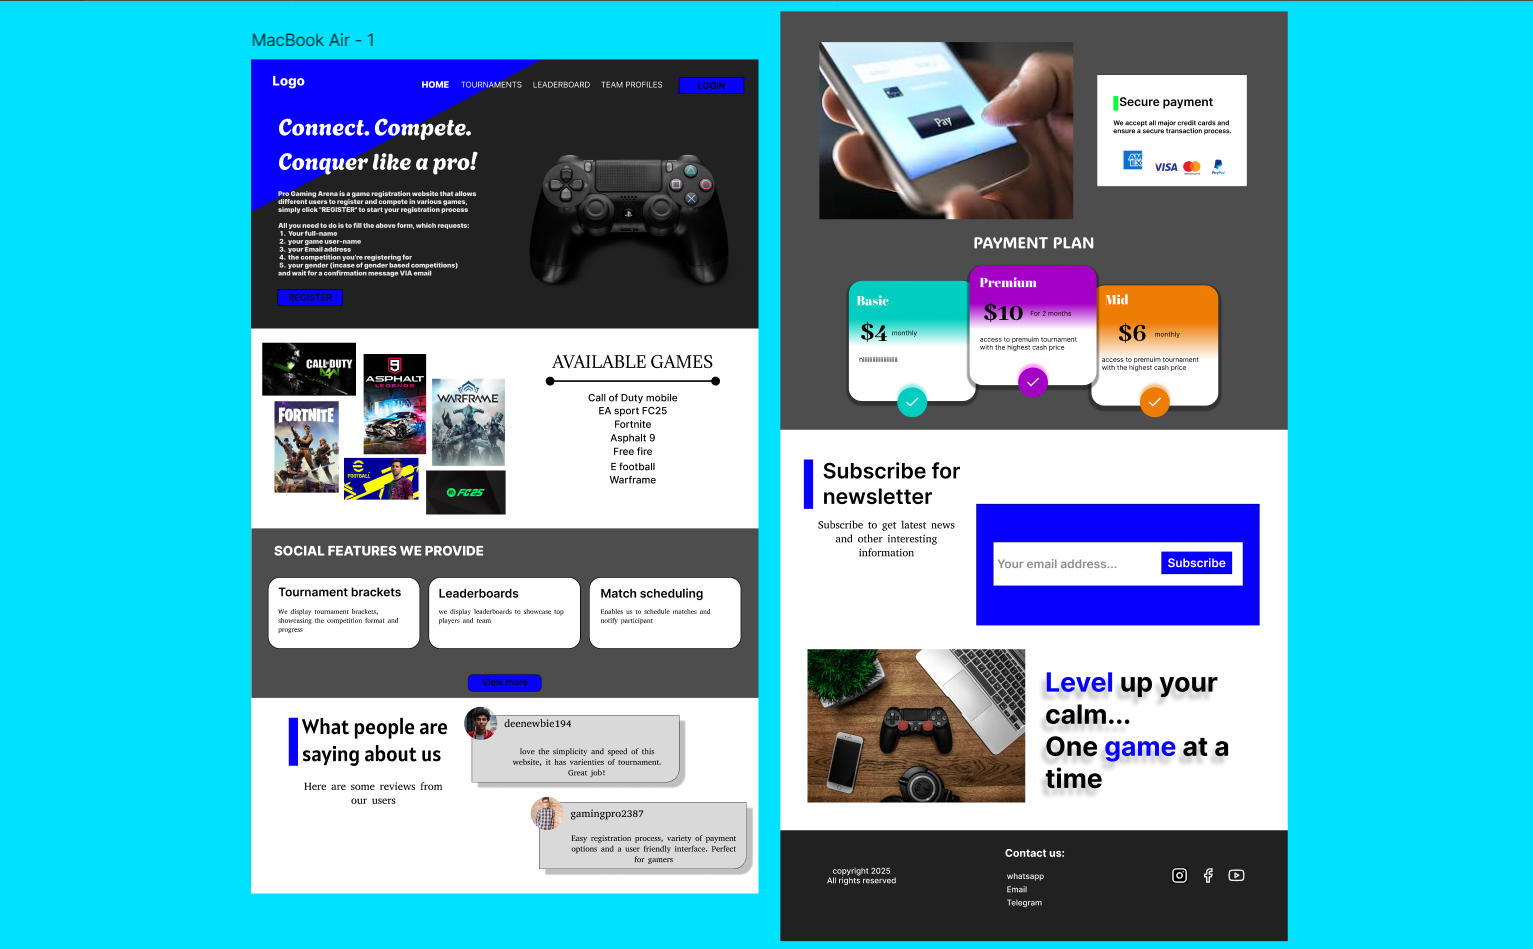 MacBook Air - 1
Logo
HOME TOURNAMENTS LEADERBOARD TEAM PROFILES LOGIN
Connect. Compete.
Conquer like a pro!
Pro Gaming Arena is a game registration website that allows
different users to register and compete in various games,
simply click "REGISTER" to start your registration process
All you need to do is to fill the above form, which requests:
1. Your full-name
2. your game user-name
3. your Email address
4. the competition you're registering for
5. your gender (incase of gender based competitions)
and wait for a confirmation message VIA email
REGISTER
CALL OF DUTY
ASPHALT
LEGENDS
WARFRAME
FORTNITE
FOOTBALL
FC25
AVAILABLE GAMES
Call of Duty mobile
EA sport FC25
Fortnite
Asphalt 9
Free fire
E football
Warframe
SOCIAL FEATURES WE PROVIDE
Tournament brackets
We display tournament brackets,
showcasing the competition format and
progress
Leaderboards
we display leaderboards to showcase top
players and team
Match scheduling
Enables us to schedule matches and
notify participant
View more
What people are
saying about us
Here are some reviews from
our users
deenewbie194
love the simplicity and speed of this
website, it has varienties of tournament.
Great job!
gamingpro2387
Easy registration process, variety of payment
options and a user friendly interface. Perfect
for gamers
Pay
Secure payment
We accept all major credit cards and
ensure a secure transaction process.
AM
EX
VISA
mastercard
PayPal
PAYMENT PLAN
Basic
$4 monthly
Premium
$10 For 2 months
access to premuim tournament
with the highest cash price
Mid
$6 monthly
access to premuim tournament
with the highest cash price
Subscribe for
newsletter
Subscribe to get latest news
and other interesting
information
Your email address...
Subscribe
Level up your
calm...
One game at a
time
copyright 2025
All rights reserved
Contact us:
whatsapp
Email
Telegram